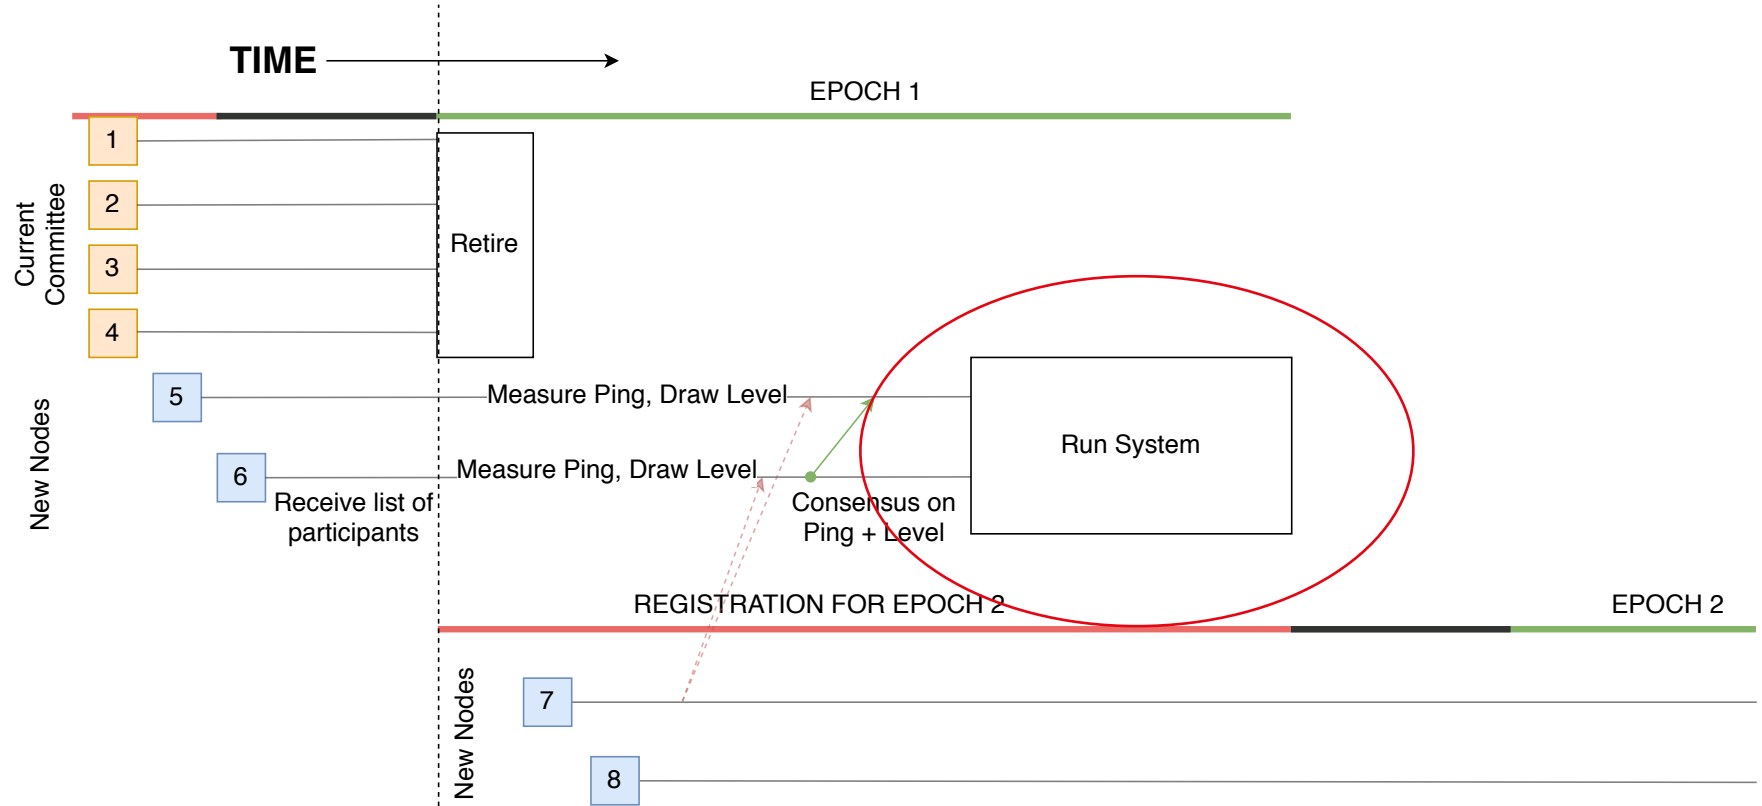 TIME
EPOCH 1
1
2
3
4
Current
Committee
Retire
5
6
New Nodes
Measure Ping, Draw Level
Measure Ping, Draw Level
Receive list of
participants
Consensus on
Ping + Level
Run System
REGISTRATION FOR EPOCH 2
EPOCH 2
New Nodes
7
8